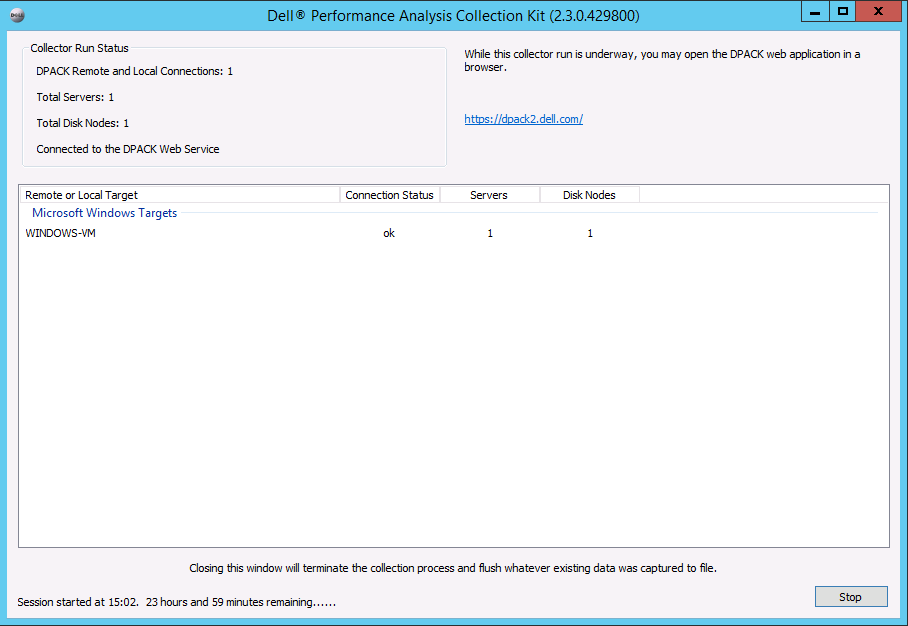 Dell® Performance Analysis Collection Kit (2.3.0.429800)
Collector Run Status
DPACK Remote and Local Connections: 1
Total Servers: 1
Total Disk Nodes: 1
Connected to the DPACK Web Service
While this collector run is underway, you may open the DPACK web application in a
browser.
https://dpack2.dell.com/
Remote or Local Target Connection Status Servers Disk Nodes
Microsoft Windows Targets
WINDOWS-VM ok 1 1
Closing this window will terminate the collection process and flush whatever existing data was captured to file.
Session started at 15:02.  23 hours and 59 minutes remaining......
Stop